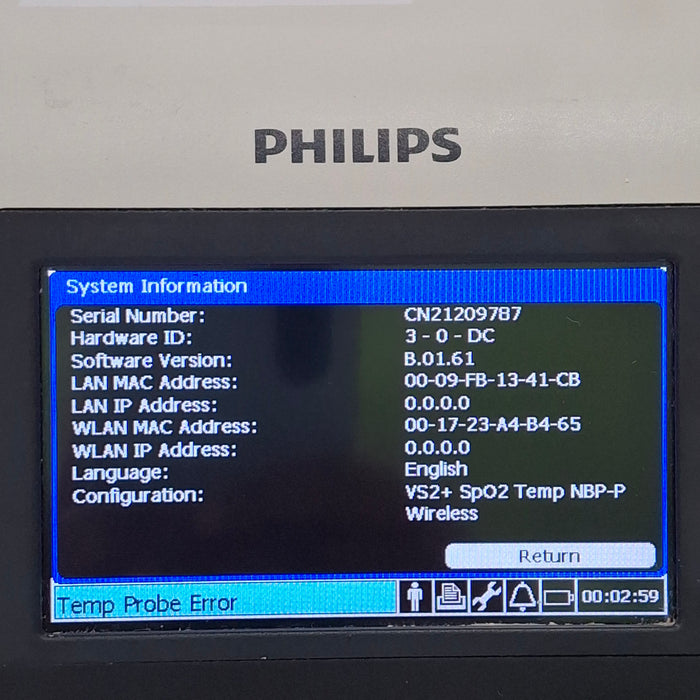 PHILIPS
System Information
Serial Number: CN21209787
Hardware ID: 3 - 0 - DC
Software Version: B.01.61
LAN MAC Address: 00-09-FB-13-41-CB
LAN IP Address: 0.0.0.0
WLAN MAC Address: 00-17-23-A4-B4-65
WLAN IP Address: 0.0.0.0
Language: English
Configuration: VS2+ SpO2 Temp NBP-P
Wireless
Return
Temp Probe Error 00:02:59